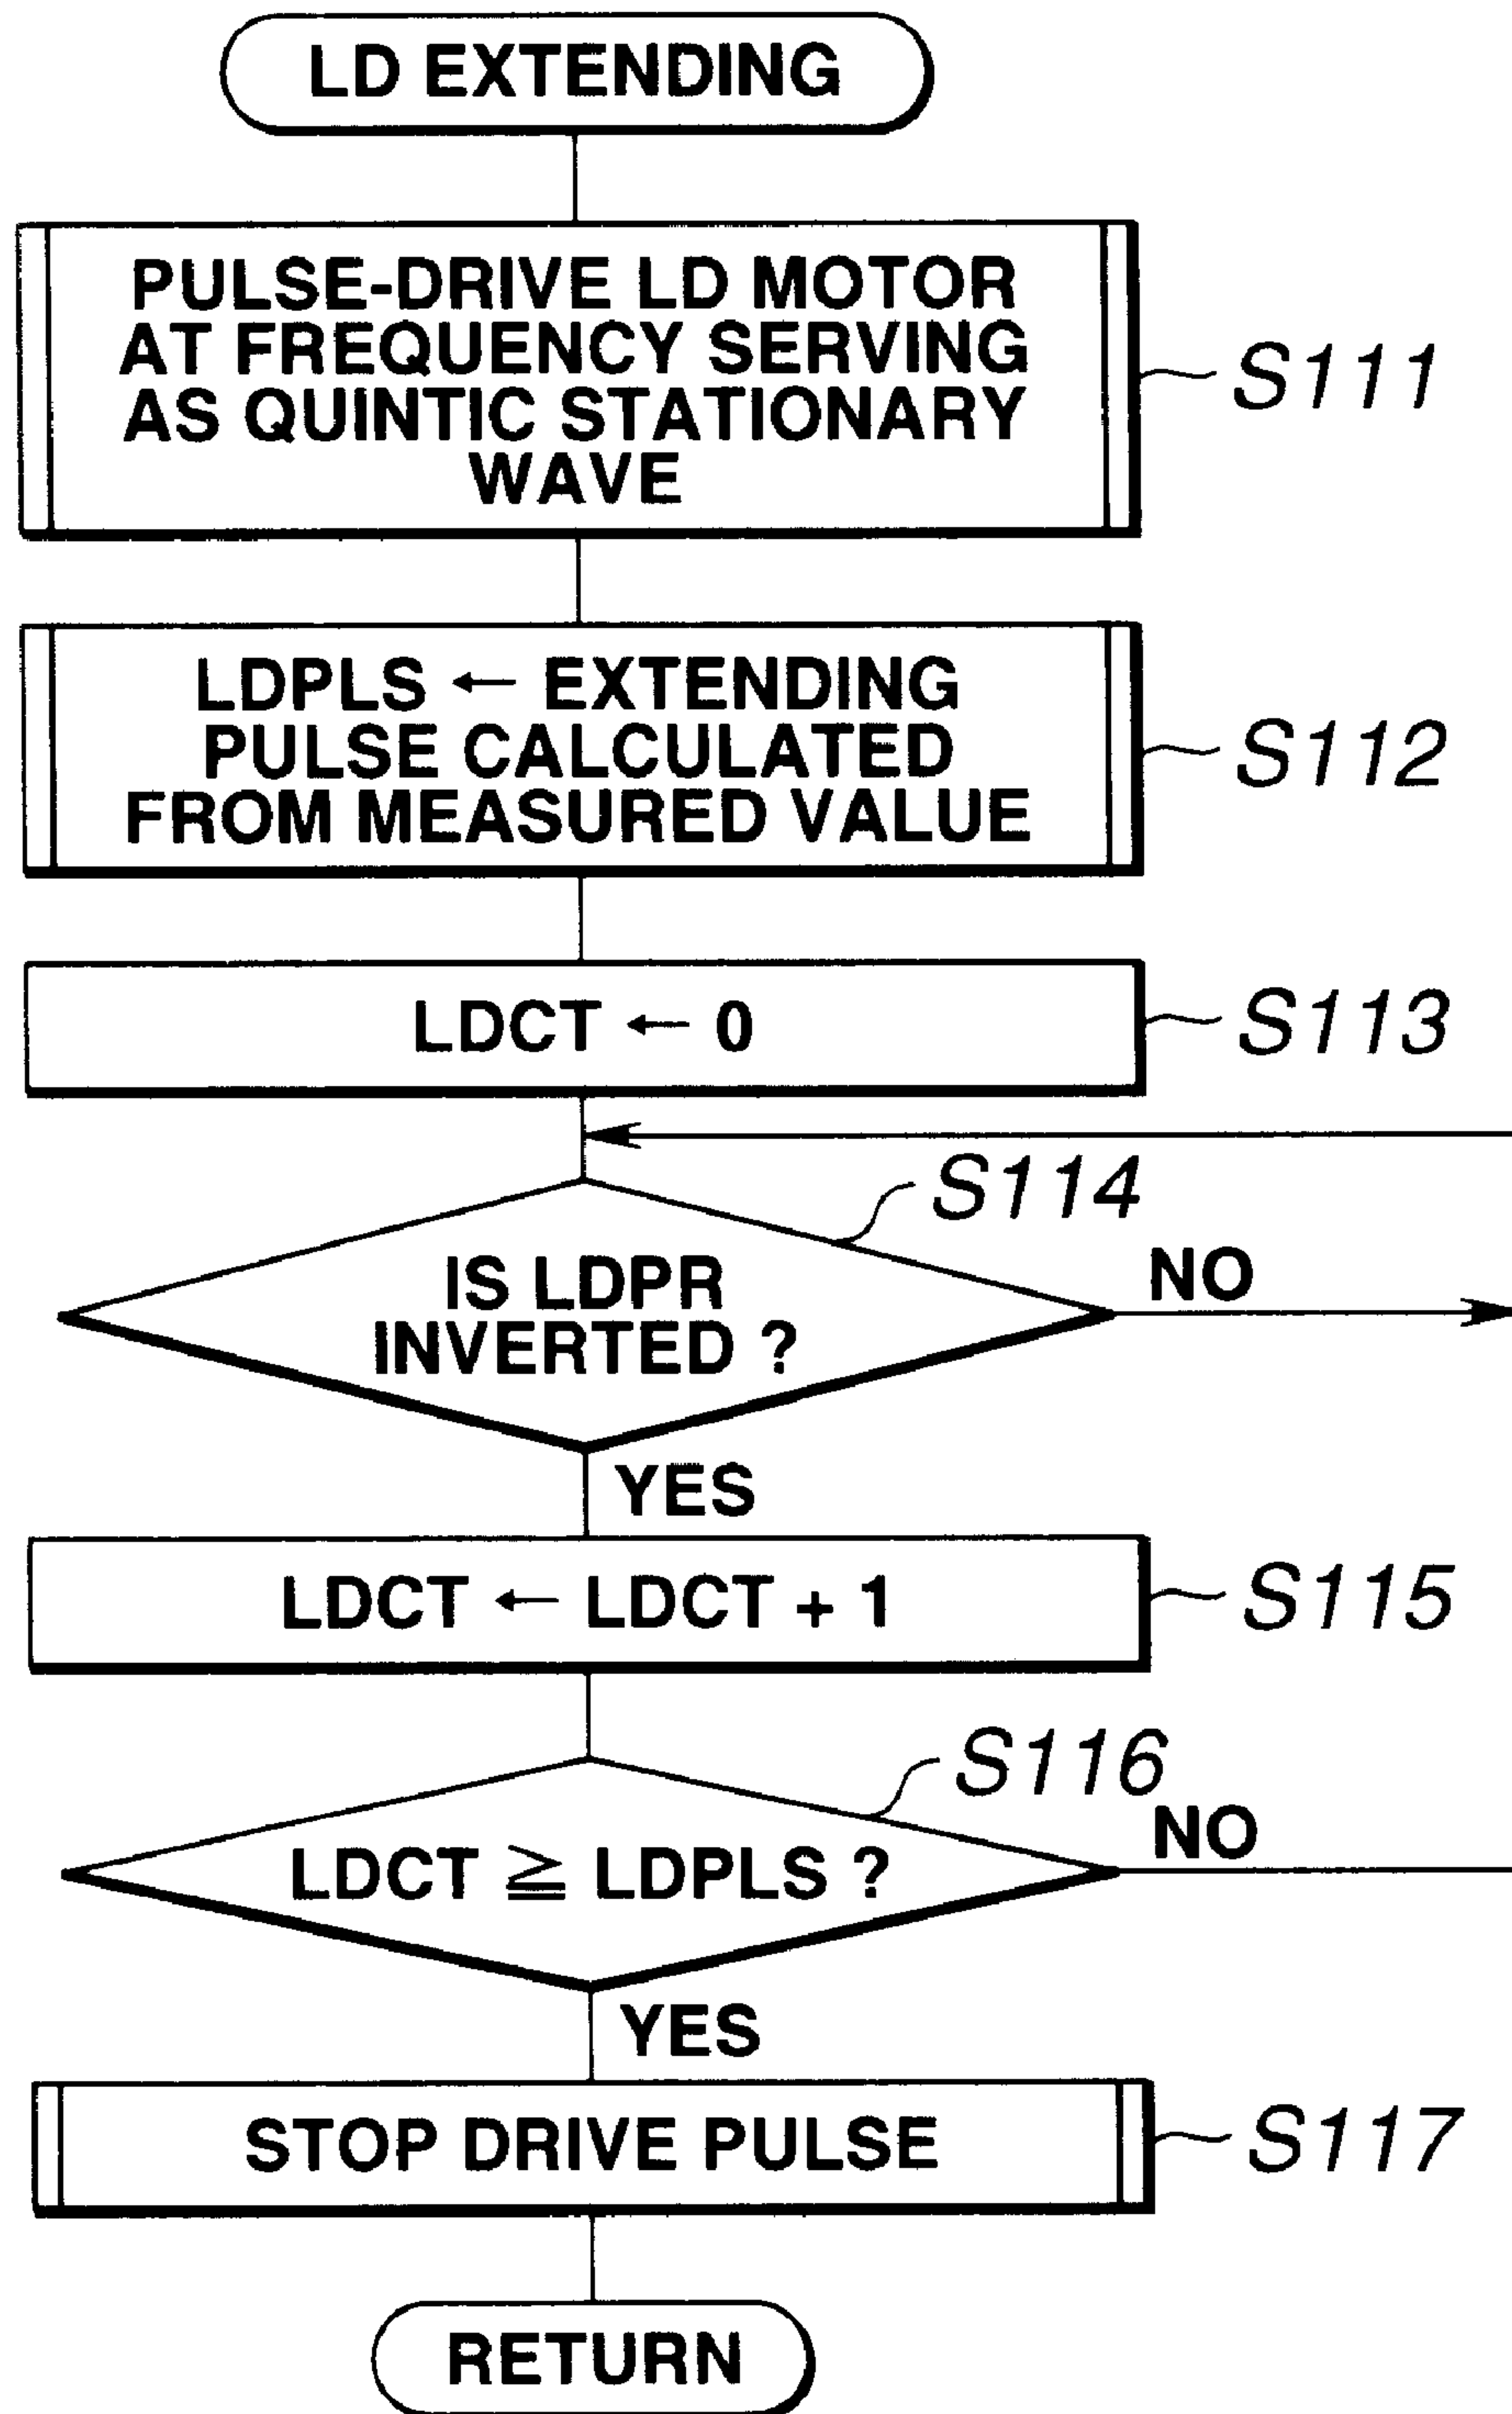 LD EXTENDING
PULSE-DRIVE LD MOTOR
AT FREQUENCY SERVING
AS QUINTIC STATIONARY
WAVE
S111
LDPLS ← EXTENDING
PULSE CALCULATED
FROM MEASURED VALUE
S112
LDCT ← 0
S113
S114
IS LDPR
INVERTED ?
NO
YES
LDCT ← LDCT + 1
S115
S116
LDCT ≧ LDPLS ?
NO
YES
STOP DRIVE PULSE
S117
RETURN